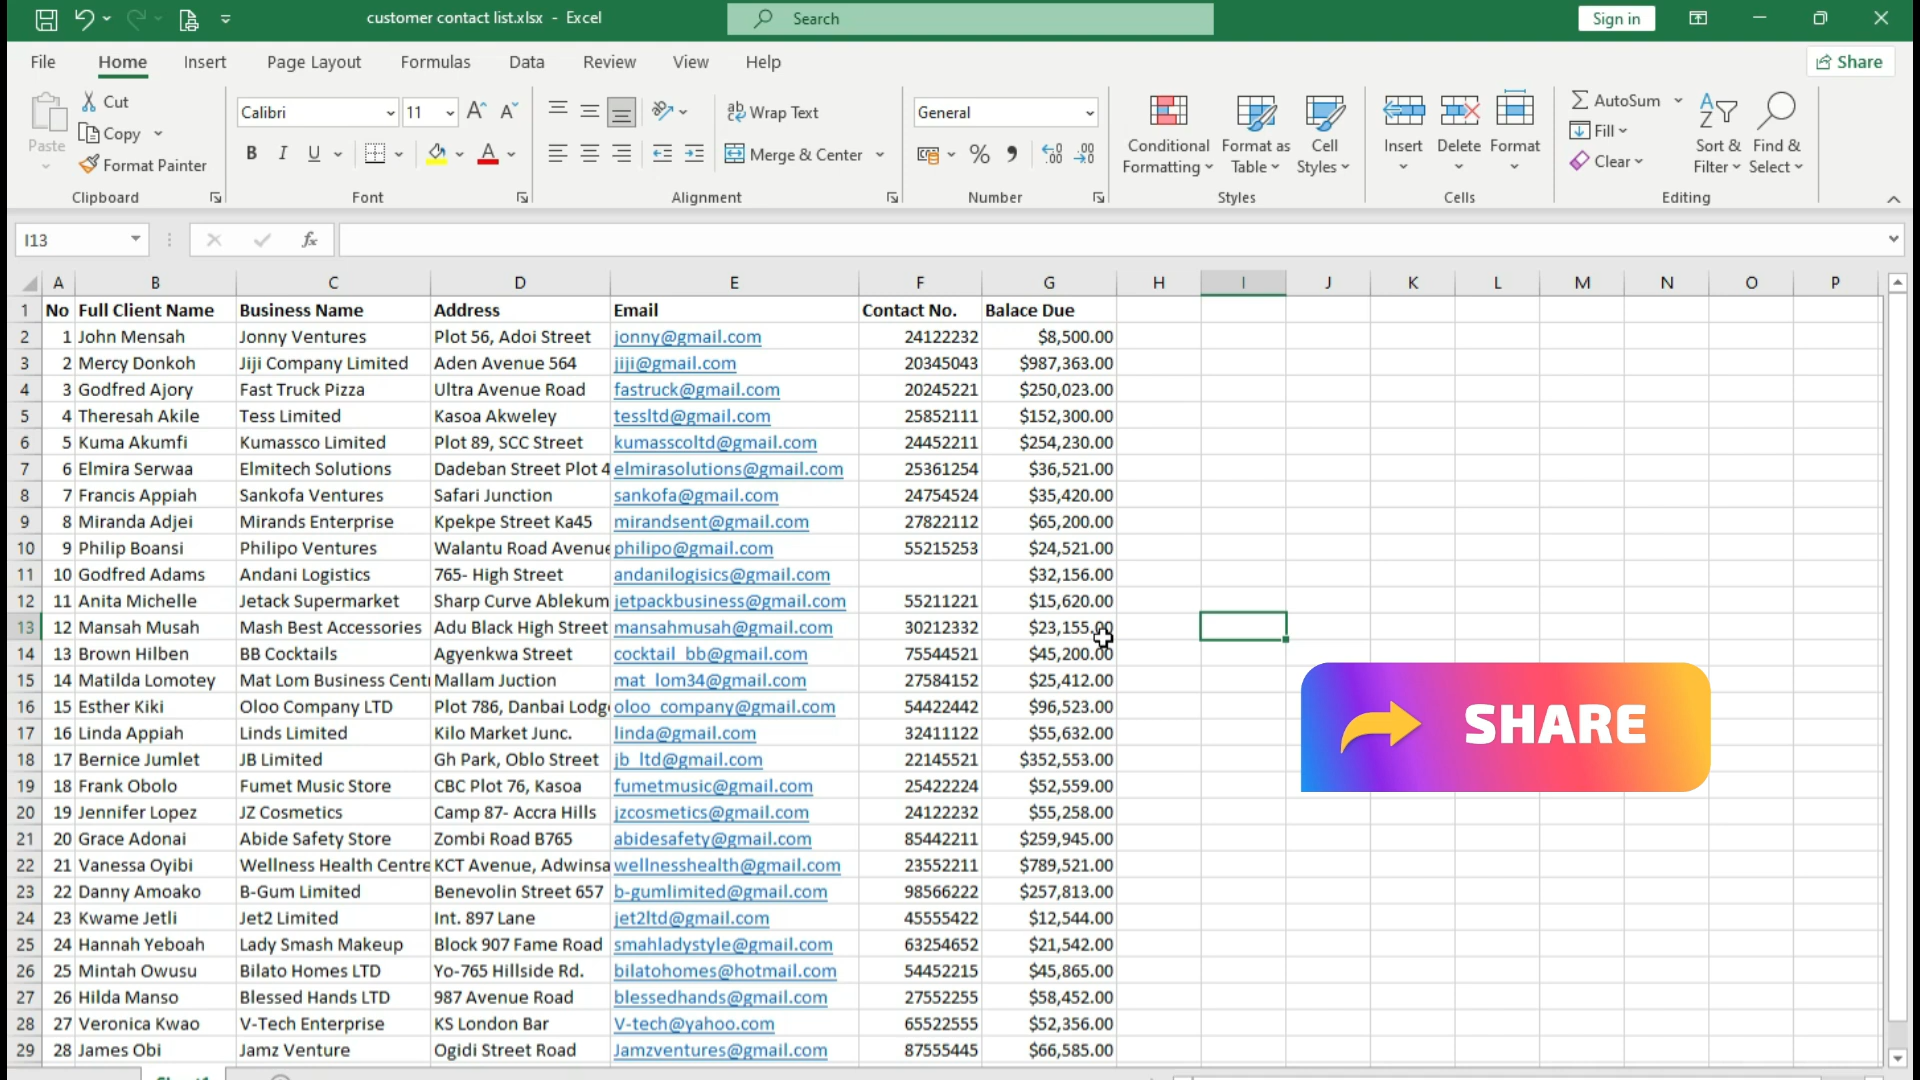 customer contact list.xlsx - Excel
Search
Sign in
File Home Insert Page Layout Formulas Data Review View Help
Share
Paste
Cut
Copy
Format Painter
Clipboard
Calibri 11
B I U
Font
Wrap Text
Merge & Center
Alignment
General
Number
Conditional Formatting
Format as Table
Cell Styles
Styles
Insert Delete Format
Cells
AutoSum
Fill
Clear
Sort & Filter
Find & Select
Editing
I13 fx
A B C D E F G H I J K L M N O P
1 No Full Client Name Business Name Address Email Contact No. Balace Due
2 1 John Mensah Jonny Ventures Plot 56, Adoi Street jonny@gmail.com 24122232 $8,500.00
3 2 Mercy Donkoh Jiji Company Limited Aden Avenue 564 jiji@gmail.com 20345043 $987,363.00
4 3 Godfred Ajory Fast Truck Pizza Ultra Avenue Road fastruck@gmail.com 20245221 $250,023.00
5 4 Theresah Akile Tess Limited Kasoa Akweley tessltd@gmail.com 25852111 $152,300.00
6 5 Kuma Akumfi Kumassco Limited Plot 89, SCC Street kumasscoltd@gmail.com 24452211 $254,230.00
7 6 Elmira Serwaa Elmitech Solutions Dadeban Street Plot 4 elmirasolutions@gmail.com 25361254 $36,521.00
8 7 Francis Appiah Sankofa Ventures Safari Junction sankofa@gmail.com 24754524 $35,420.00
9 8 Miranda Adjei Mirands Enterprise Kpekpe Street Ka45 mirandsent@gmail.com 27822112 $65,200.00
10 9 Philip Boansi Philipo Ventures Walantu Road Avenue philipo@gmail.com 55215253 $24,521.00
11 10 Godfred Adams Andani Logistics 765- High Street andanilogisics@gmail.com $32,156.00
12 11 Anita Michelle Jetack Supermarket Sharp Curve Ablekum jetpackbusiness@gmail.com 55211221 $15,620.00
13 12 Mansah Musah Mash Best Accessories Adu Black High Street mansahmusah@gmail.com 30212332 $23,155.00
14 13 Brown Hilben BB Cocktails Agyenkwa Street cocktail_bb@gmail.com 75544521 $45,200.00
15 14 Matilda Lomotey Mat Lom Business Cent Mallam Juction mat_lom34@gmail.com 27584152 $25,412.00
16 15 Esther Kiki Oloo Company LTD Plot 786, Danbai Lodg oloo_company@gmail.com 54422442 $96,523.00
17 16 Linda Appiah Linds Limited Kilo Market Junc. linda@gmail.com 32411122 $55,632.00
18 17 Bernice Jumlet JB Limited Gh Park, Oblo Street jb_ltd@gmail.com 22145521 $352,553.00
19 18 Frank Obolo Fumet Music Store CBC Plot 76, Kasoa fumetmusic@gmail.com 25422224 $52,559.00
20 19 Jennifer Lopez JZ Cosmetics Camp 87- Accra Hills jzcosmetics@gmail.com 24122232 $55,258.00
21 20 Grace Adonai Abide Safety Store Zombi Road B765 abidesafety@gmail.com 85442211 $259,945.00
22 21 Vanessa Oyibi Wellness Health Centre KCT Avenue, Adwinsa wellnesshealth@gmail.com 23552211 $789,521.00
23 22 Danny Amoako B-Gum Limited Benevolin Street 657 b-gumlimited@gmail.com 98566222 $257,813.00
24 23 Kwame Jetli Jet2 Limited Int. 897 Lane jet2ltd@gmail.com 45555422 $12,544.00
25 24 Hannah Yeboah Lady Smash Makeup Block 907 Fame Road smahladystyle@gmail.com 63254652 $21,542.00
26 25 Mintah Owusu Bilato Homes LTD Yo-765 Hillside Rd. bilatohomes@hotmail.com 54452215 $45,865.00
27 26 Hilda Manso Blessed Hands LTD 987 Avenue Road blessedhands@gmail.com 27552255 $58,452.00
28 27 Veronica Kwao V-Tech Enterprise KS London Bar V-tech@yahoo.com 65522555 $52,356.00
29 28 James Obi Jamz Venture Ogidi Street Road Jamzventures@gmail.com 87555445 $66,585.00
SHARE